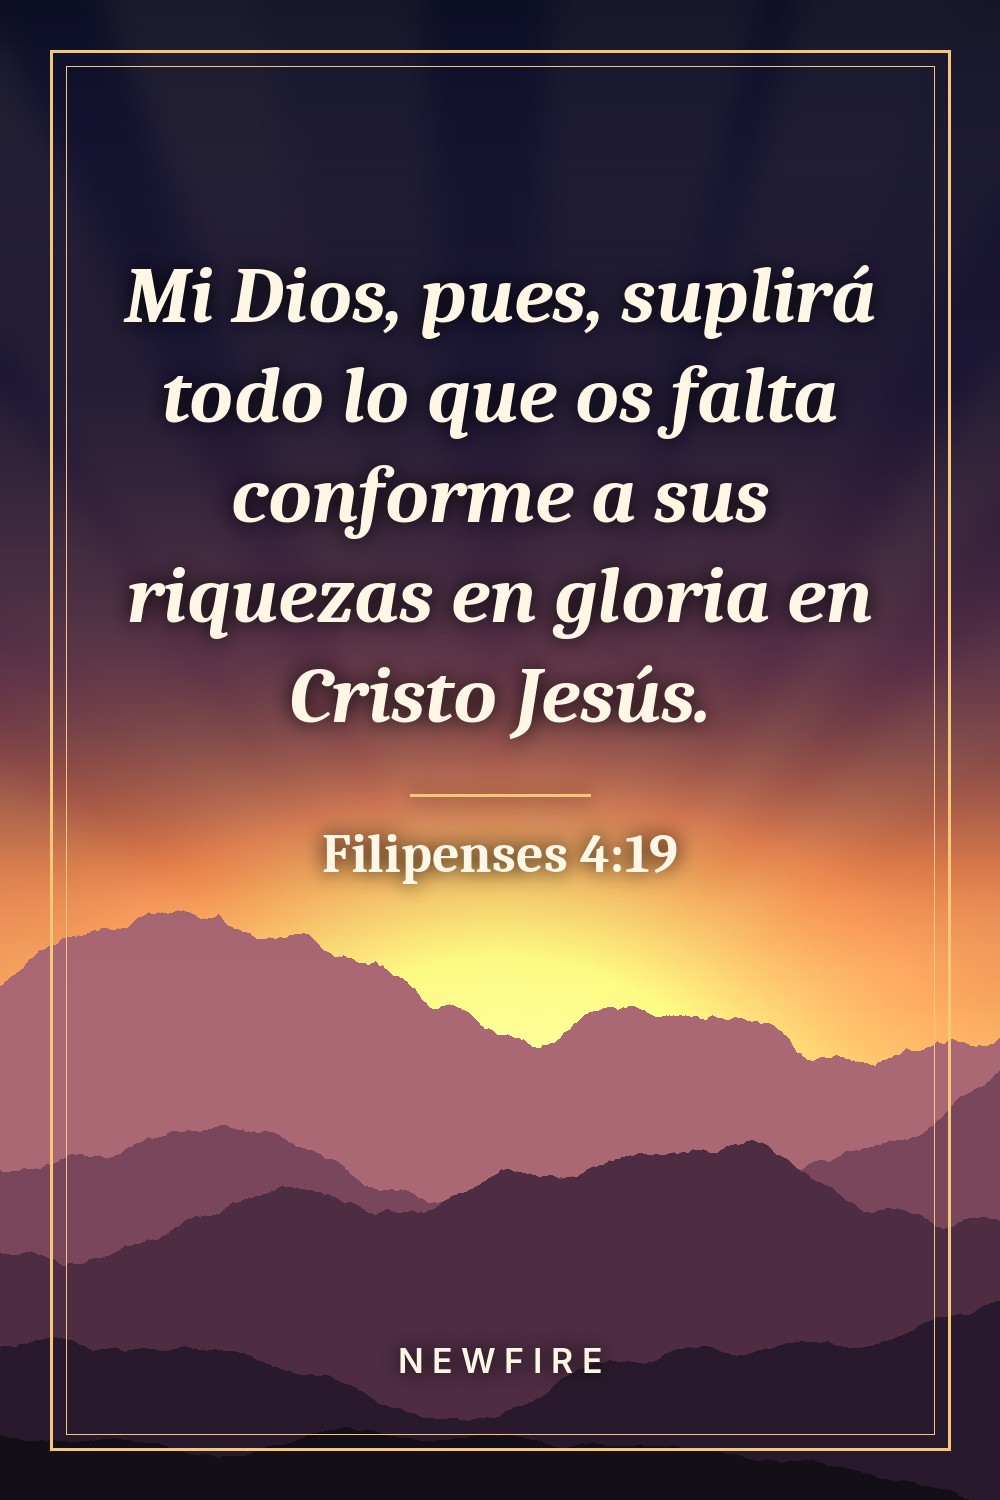 Mi Dios, pues, suplirá
todo lo que os falta
conforme a sus
riquezas en gloria en
Cristo Jesús.
Filipenses 4:19
NEWFIRE